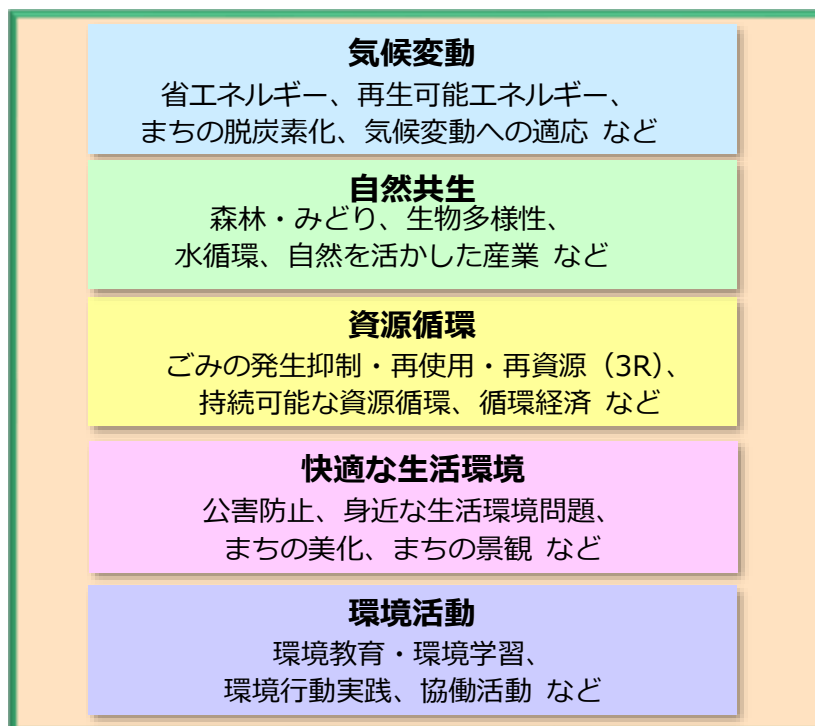 気候変動
省エネルギー、再生可能エネルギー、
まちの脱炭素化、気候変動への適応 など
自然共生
森林・みどり、生物多様性、
水循環、自然を活かした産業 など
資源循環
ごみの発生抑制・再使用・再資源（3R）、
持続可能な資源循環、循環経済 など
快適な生活環境
公害防止、身近な生活環境問題、
まちの美化、まちの景観 など
環境活動
環境教育・環境学習、
環境行動実践、協働活動 など